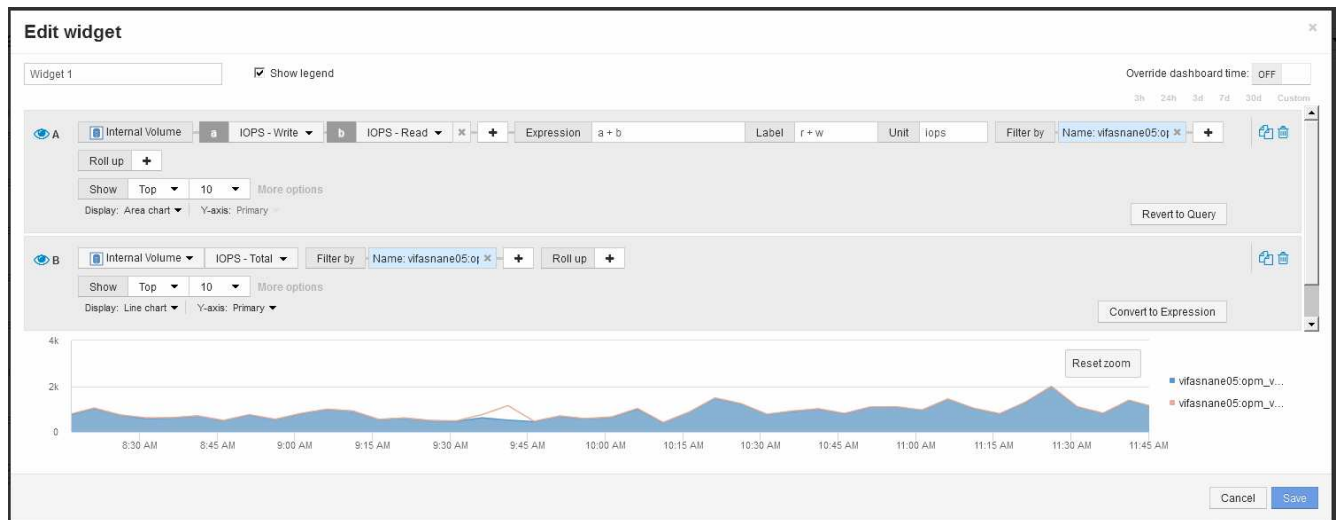 Edit widget
×
Widget 1
Show legend
Override dashboard time: OFF
3h 24h 3d 7d 30d Custom
A Internal Volume a IOPS - Write b IOPS - Read × + Expression a + b Label r + w Unit iops Filter by Name: vifasnane05:op × +
Roll up +
Show Top 10 More options
Display: Area chart Y-axis: Primary
Revert to Query
B Internal Volume IOPS - Total Filter by Name: vifasnane05:op × + Roll up +
Show Top 10 More options
Display: Line chart Y-axis: Primary
Convert to Expression
4k
Reset zoom
2k
vifasnane05:opm_v...
vifasnane05:opm_v...
0
8:30 AM 8:45 AM 9:00 AM 9:15 AM 9:30 AM 9:45 AM 10:00 AM 10:15 AM 10:30 AM 10:45 AM 11:00 AM 11:15 AM 11:30 AM 11:45 AM
Cancel Save